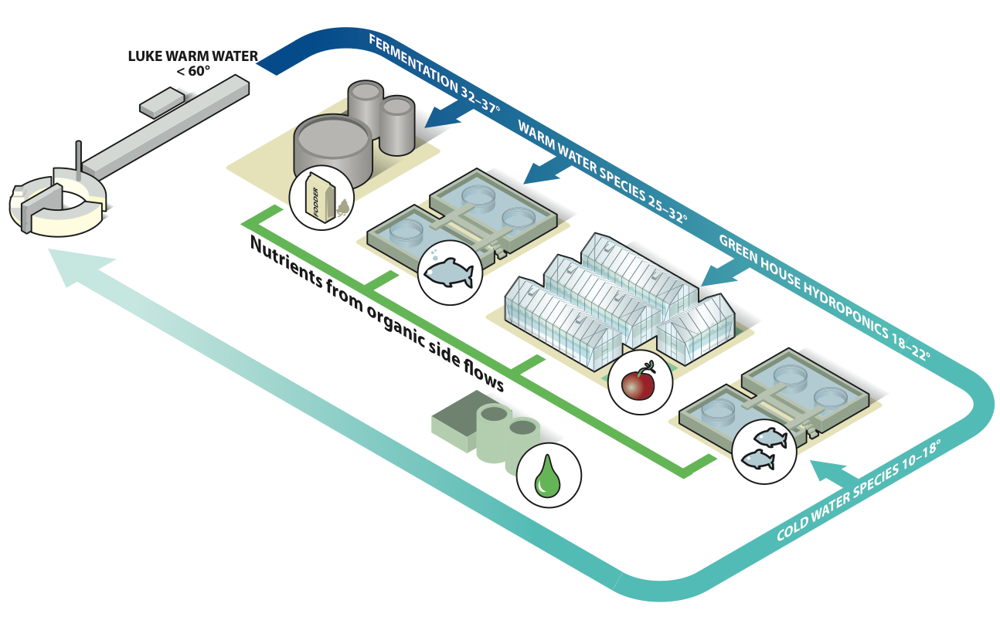 LUKE WARM WATER
< 60°
FERMENTATION 32–37°
WARM WATER SPECIES 25–32°
GREEN HOUSE HYDROPONICS 18–22°
COLD WATER SPECIES 10–18°
FODDER
Nutrients from organic side flows